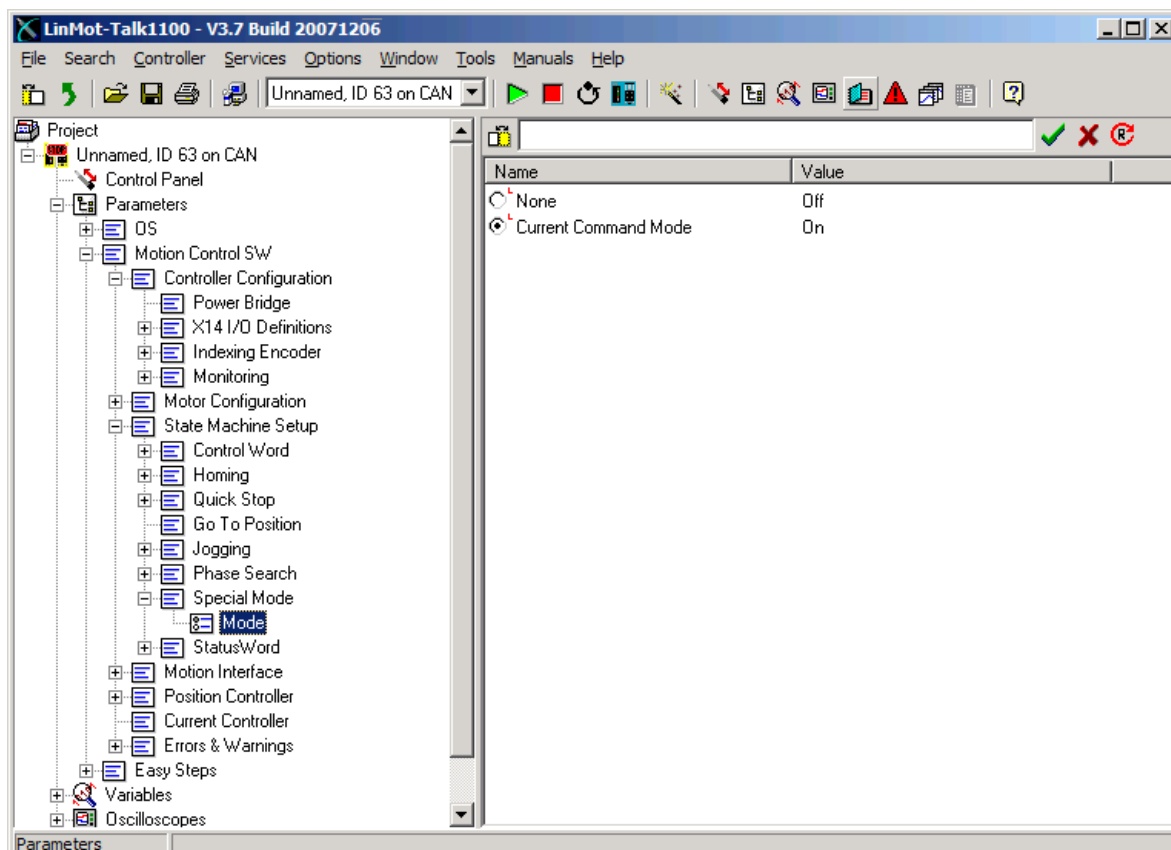 LinMot-Talk1100 - V3.7 Build 20071206
File Search Controller Services Options Window Tools Manuals Help
Unnamed, ID 63 on CAN
Project
Unnamed, ID 63 on CAN
Control Panel
Parameters
OS
Motion Control SW
Controller Configuration
Power Bridge
X14 I/O Definitions
Indexing Encoder
Monitoring
Motor Configuration
State Machine Setup
Control Word
Homing
Quick Stop
Go To Position
Jogging
Phase Search
Special Mode
Mode
StatusWord
Motion Interface
Position Controller
Current Controller
Errors & Warnings
Easy Steps
Variables
Oscilloscopes
Name Value
None Off
Current Command Mode On
Parameters